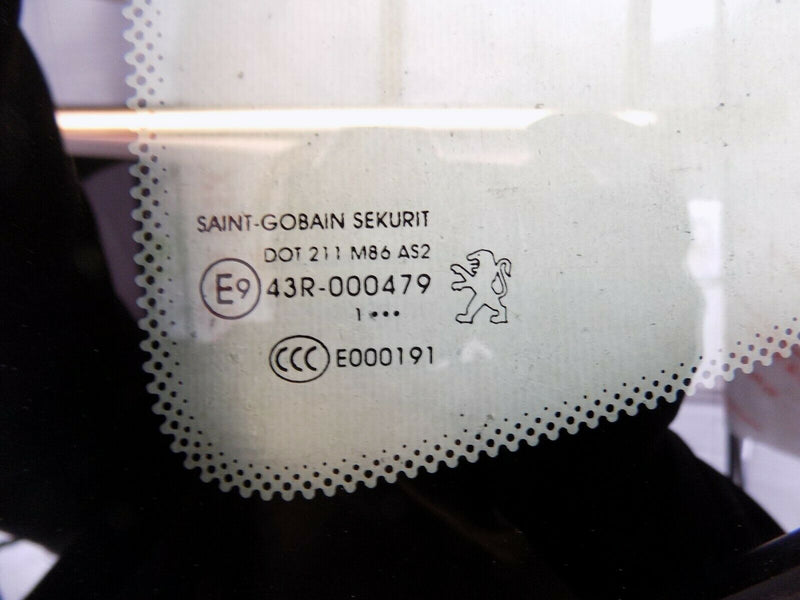 SAINT-GOBAIN SEKURIT
DOT 211 M86 AS2
E9 43R-000479
1 •••
CCC E000191